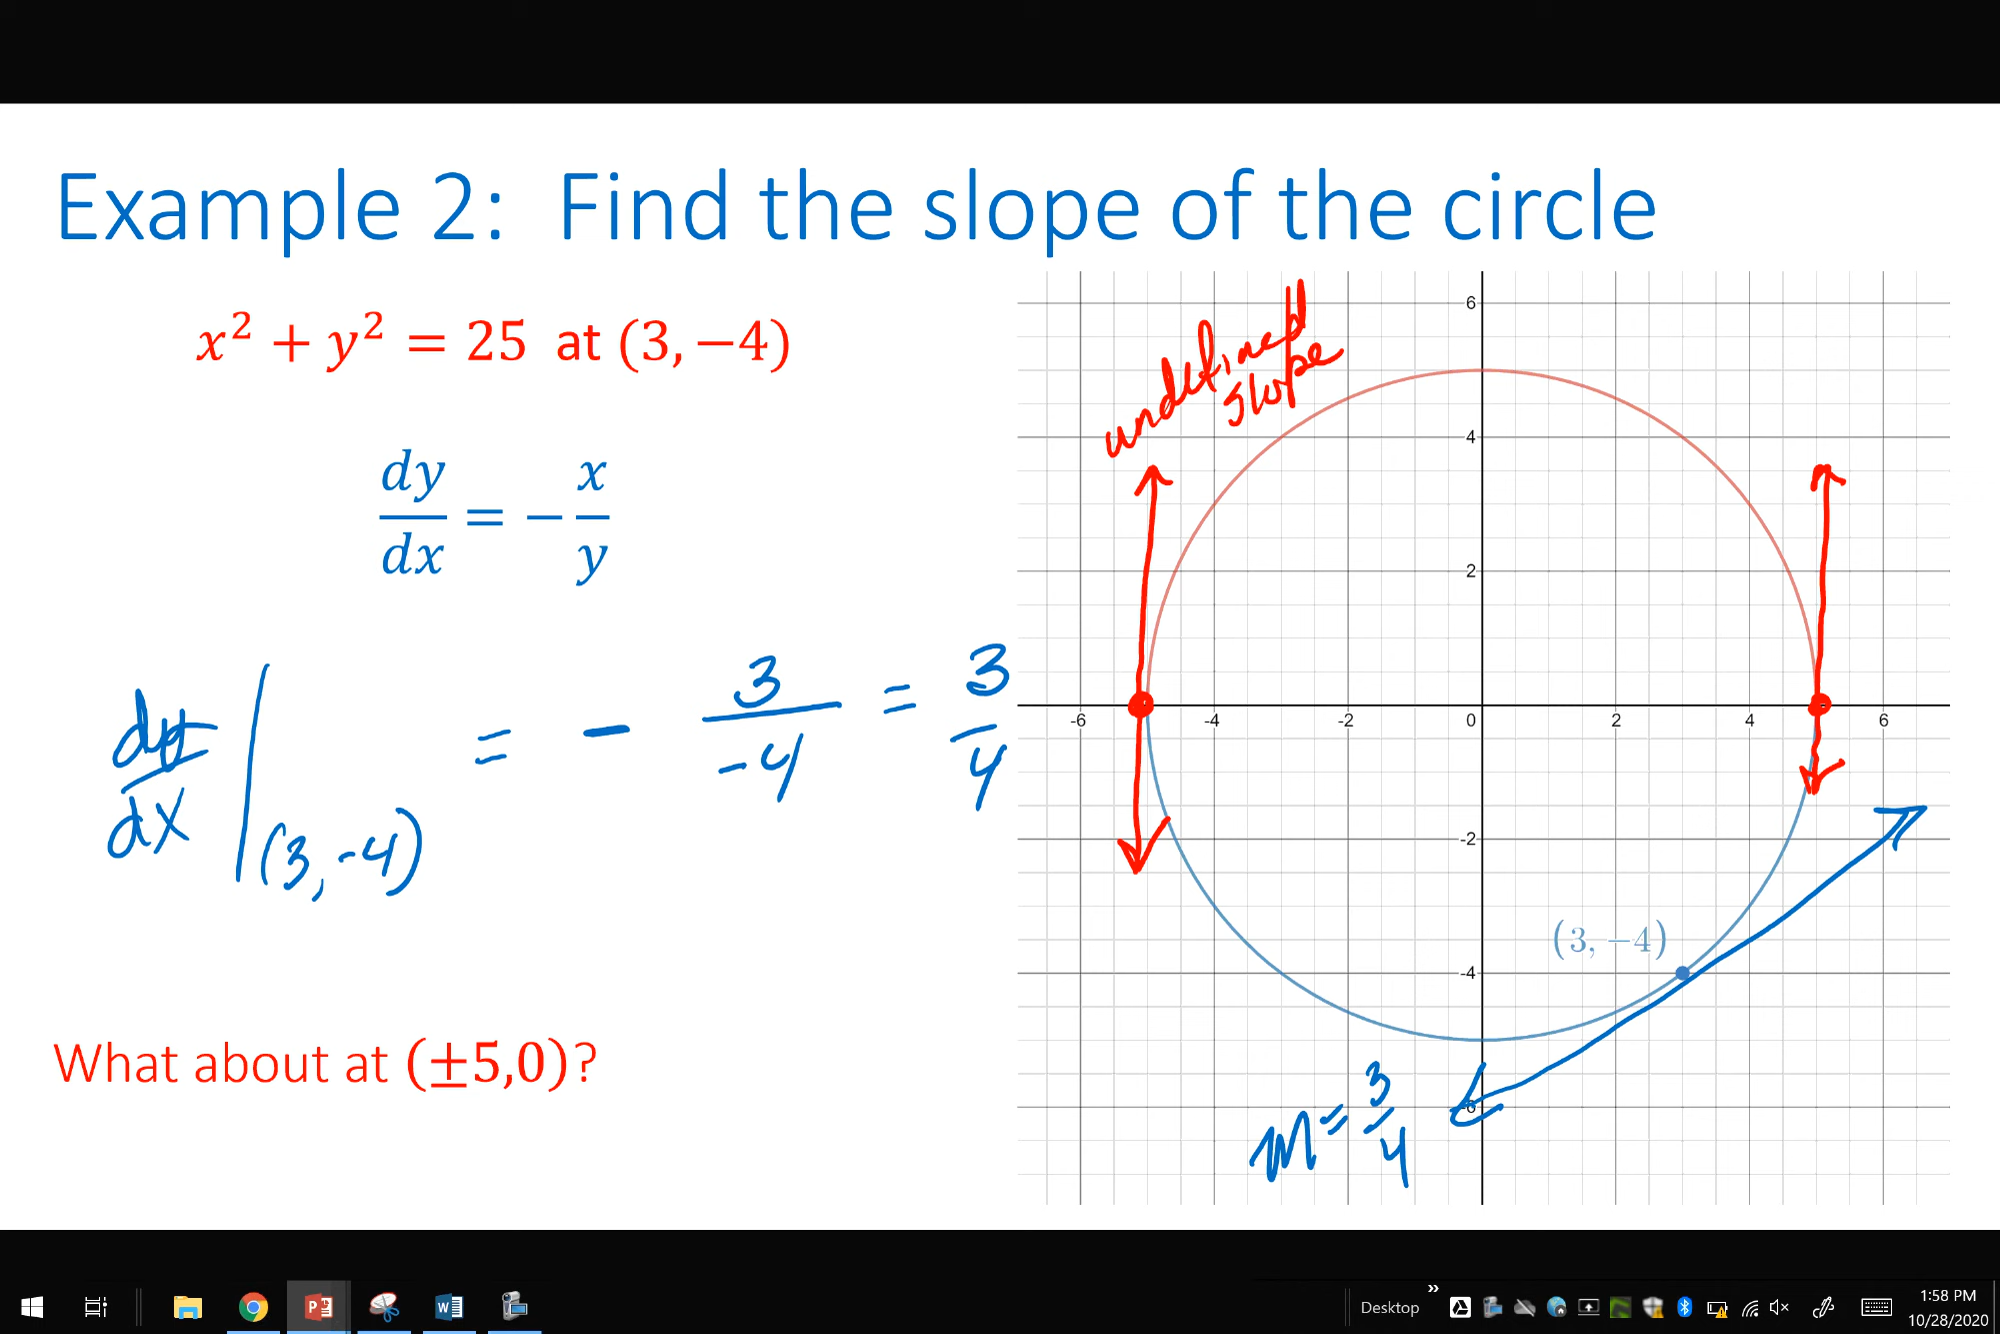 Example 2: Find the slope of the circle
x² + y² = 25 at (3, −4)
dy/dx = − x/y
dy/dx |(3, -4) = - 3/-4 = 3/4
What about at (±5,0)?
undefined
slope
6
4
2
-6 -4 -2 0 2 4 6
-2
(3, −4)
-4
-6
m = 3/4
Desktop »
1:58 PM
10/28/2020